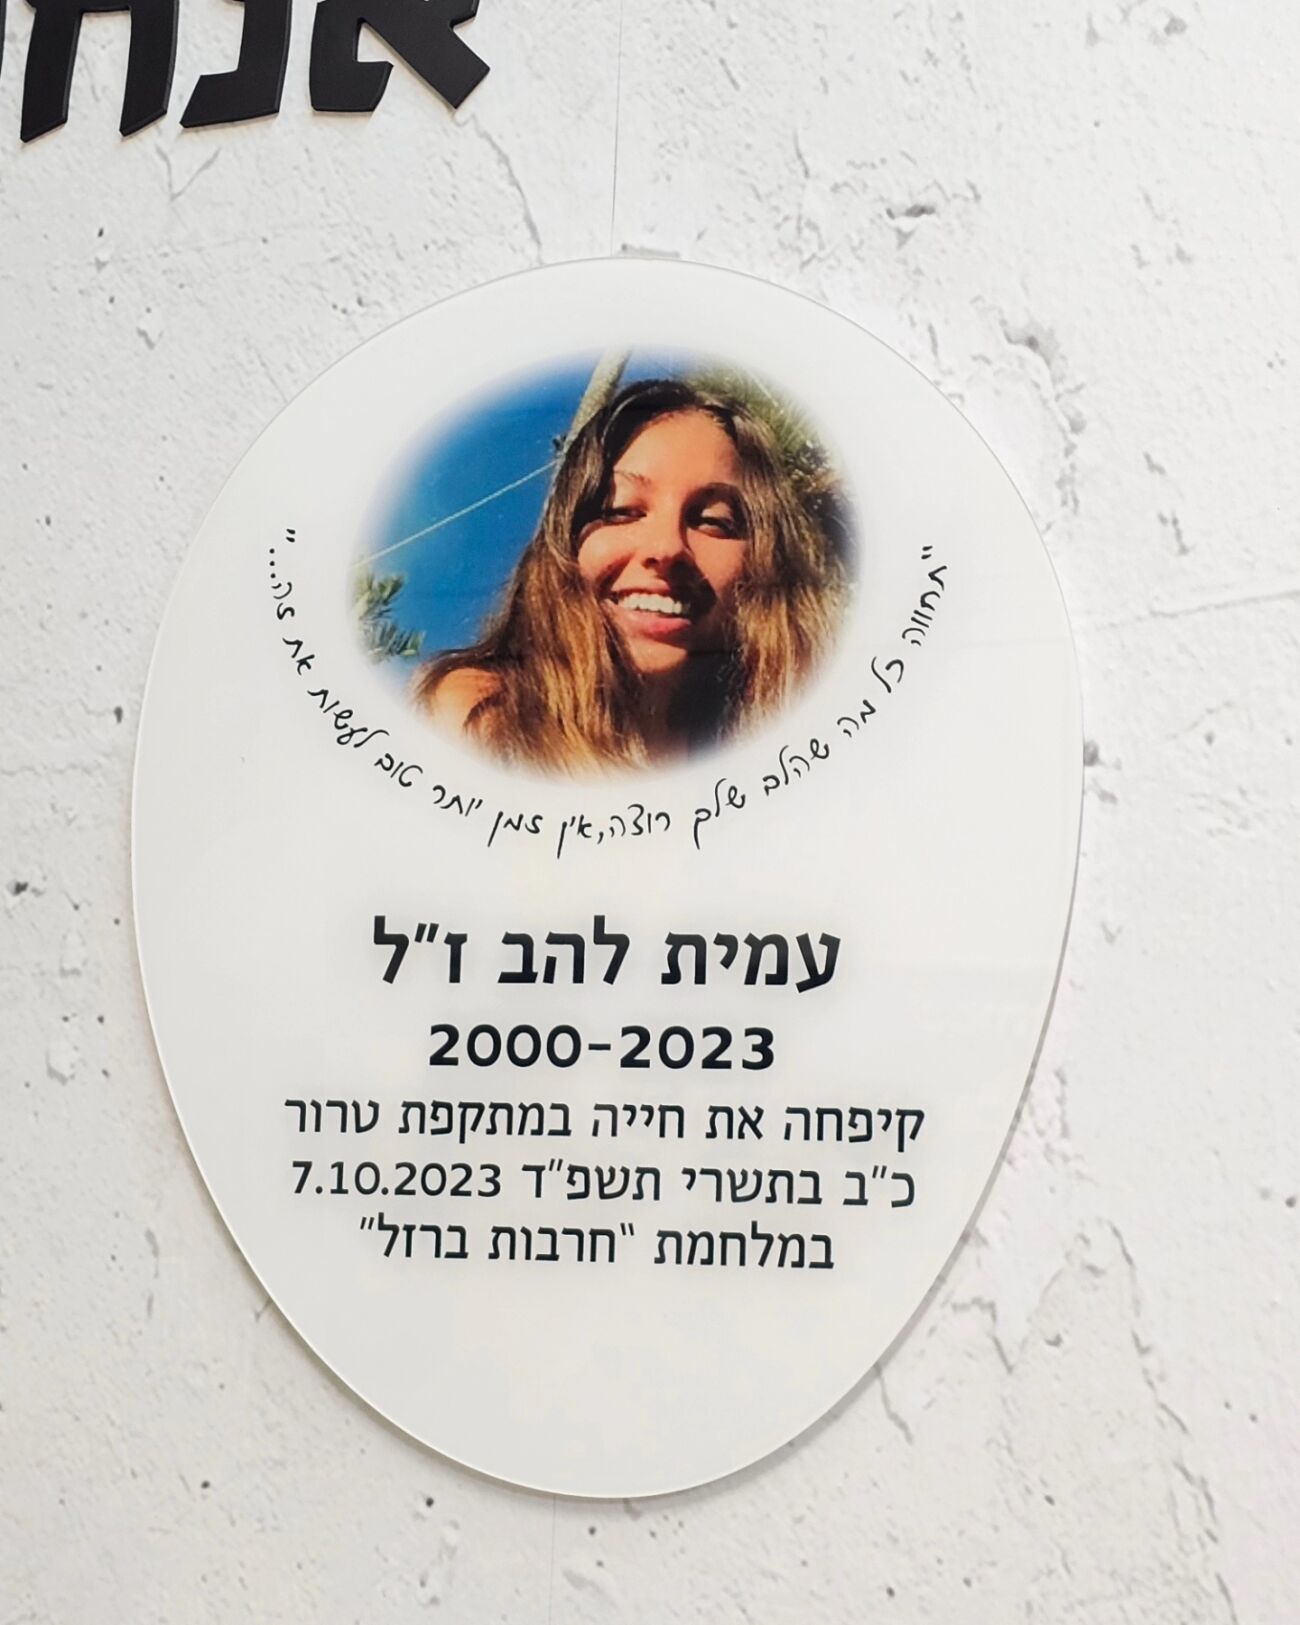 אנחנ
"תחווה כל מה שהלב שלך רוצה, אין זמן יותר טוב לעשות את זה..."
עמית להב ז"ל
2000-2023
קיפחה את חייה במתקפת טרור
כ"ב בתשרי תשפ"ד 7.10.2023
במלחמת "חרבות ברזל"